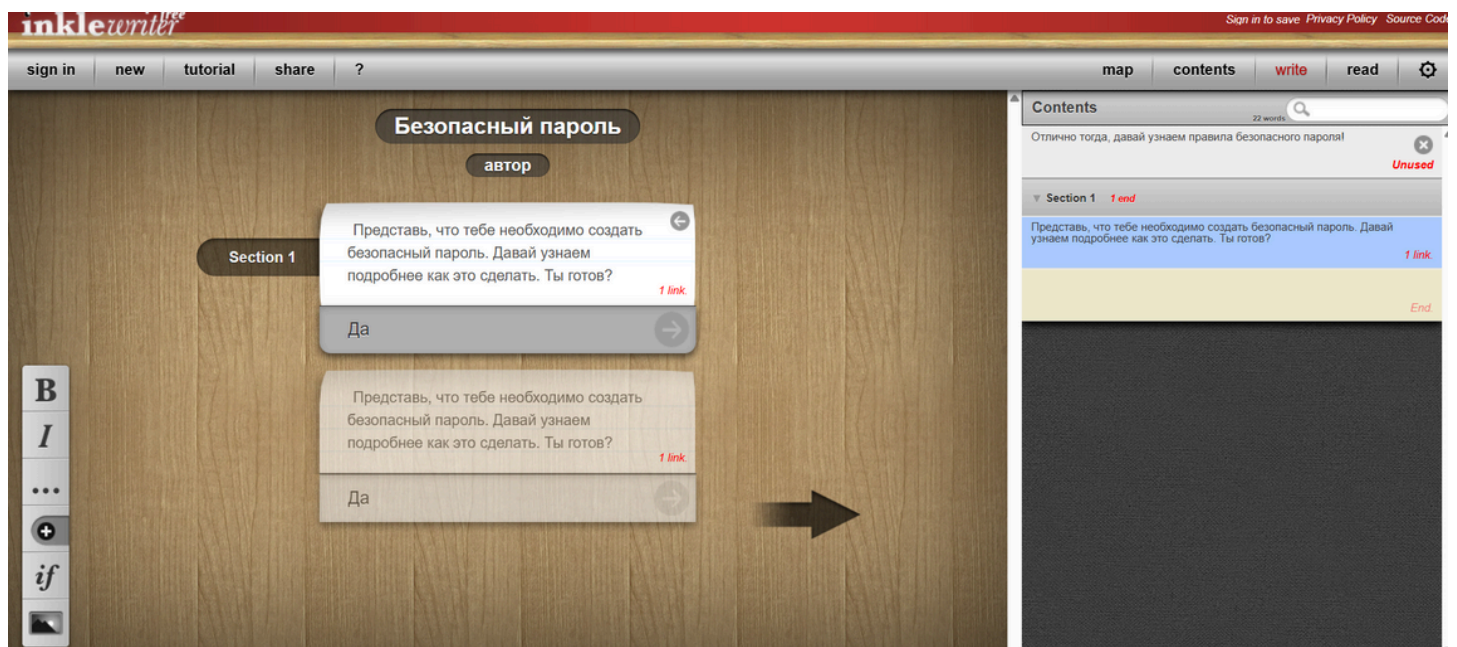 inklewriter free
Sign in to save Privacy Policy Source Code
sign in new tutorial share ? map contents write read
Безопасный пароль
автор
Section 1
Представь, что тебе необходимо создать
безопасный пароль. Давай узнаем
подробнее как это сделать. Ты готов?
1 link.
Да
Представь, что тебе необходимо создать
безопасный пароль. Давай узнаем
подробнее как это сделать. Ты готов?
1 link.
Да
B
I
...
if
Contents
22 words
Отлично тогда, давай узнаем правила безопасного пароля!
Unused
Section 1 1 end
Представь, что тебе необходимо создать безопасный пароль. Давай
узнаем подробнее как это сделать. Ты готов?
1 link.
End.